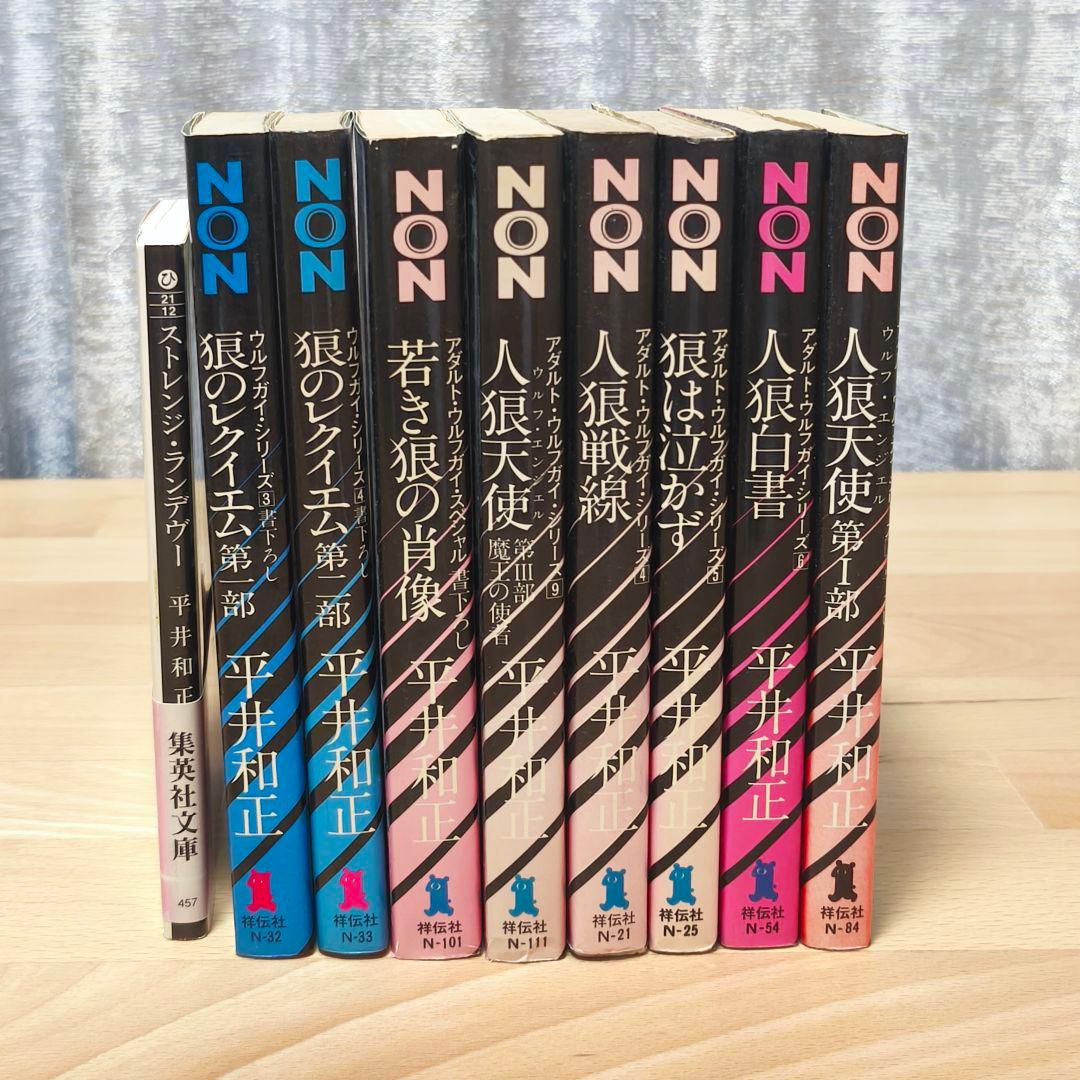 ひ
21
12
ストレンジ・ランデヴー 平井和正
集英社文庫
457
NON
ウルフガイ・シリーズ3書下ろし
狼のレクイエム第一部
平井和正
祥伝社
N-32
NON
ウルフガイ・シリーズ4書下ろし
狼のレクイエム第二部
平井和正
祥伝社
N-33
NON
アダルト・ウルフガイ・スペシャル 書下ろし
若き狼の肖像
平井和正
祥伝社
N-101
NON
アダルト・ウルフガイ・シリーズ9
ウルフ・エンジェル
人狼天使 第III部
魔王の使者
平井和正
祥伝社
N-111
NON
アダルト・ウルフガイ・シリーズ4
人狼戦線
平井和正
祥伝社
N-21
NON
アダルト・ウルフガイ・シリーズ5
狼は泣かず
平井和正
祥伝社
N-25
NON
アダルト・ウルフガイ・シリーズ6
人狼白書
平井和正
祥伝社
N-54
NON
ウルフ・エンジェル
人狼天使 第I部
平井和正
祥伝社
N-84